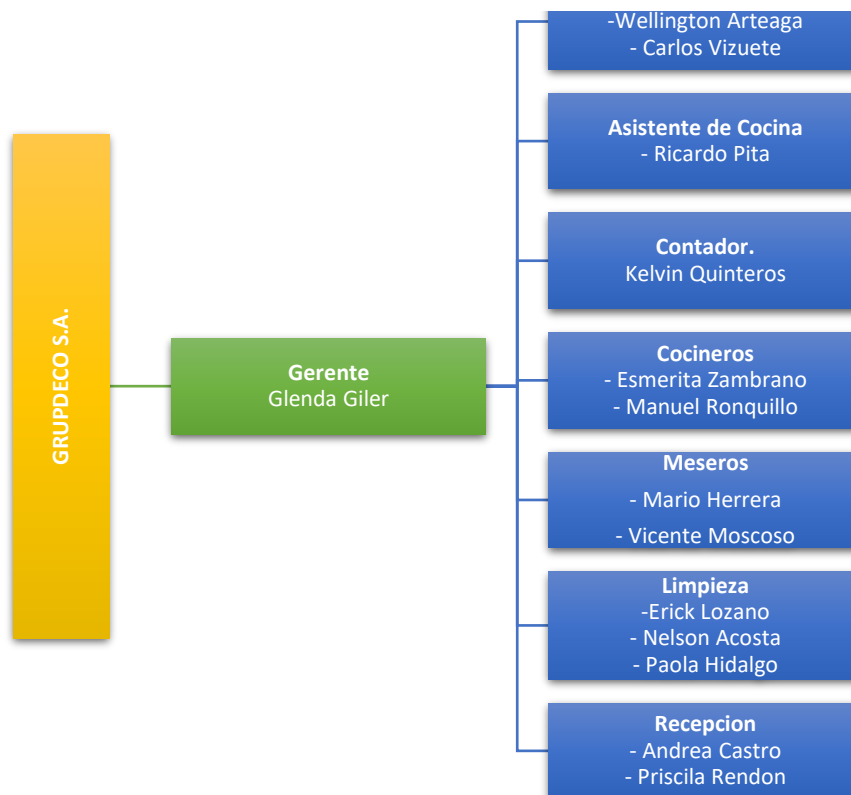 GRUPDECO S.A.
Gerente
Glenda Giler
-Wellington Arteaga
- Carlos Vizuete
Asistente de Cocina
- Ricardo Pita
Contador.
Kelvin Quinteros
Cocineros
- Esmerita Zambrano
- Manuel Ronquillo
Meseros
- Mario Herrera
- Vicente Moscoso
Limpieza
-Erick Lozano
- Nelson Acosta
- Paola Hidalgo
Recepcion
- Andrea Castro
- Priscila Rendon